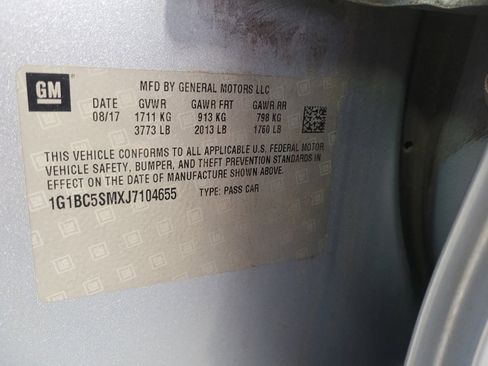 GM
MFD BY GENERAL MOTORS LLC
DATE GVWR GAWR FRT GAWR RR
08/17 1711 KG 913 KG 798 KG
3773 LB 2013 LB 1760 LB
THIS VEHICLE CONFORMS TO ALL APPLICABLE U.S. FEDERAL MOTOR
VEHICLE SAFETY, BUMPER, AND THEFT PREVENTION STANDARDS IN
EFFECT ON THE DATE OF MANUFACTURE SHOWN ABOVE.
1G1BC5SMXJ7104655 TYPE: PASS CAR